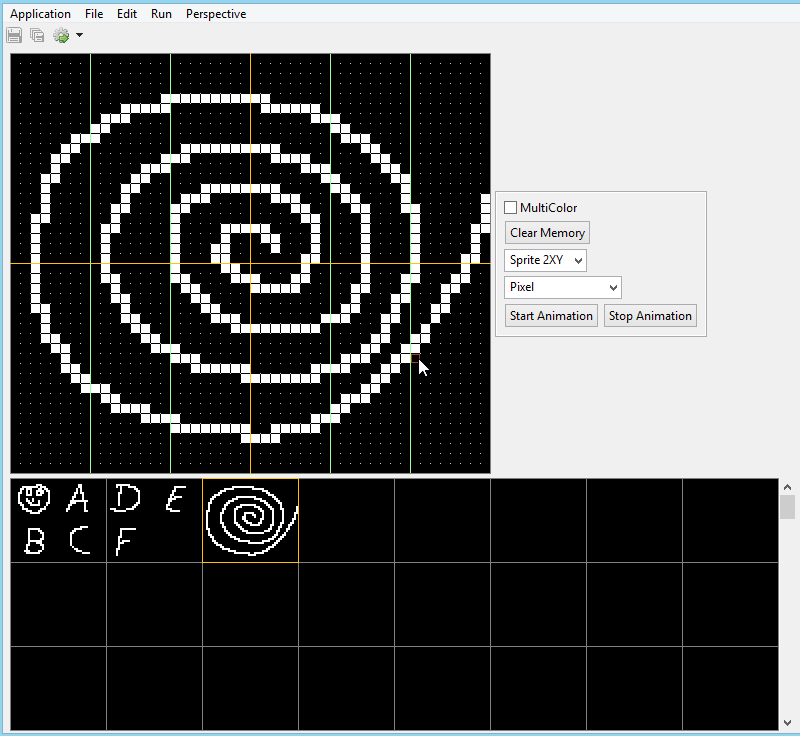 Application File Edit Run Perspective
MultiColor
Clear Memory
Sprite 2XY
Pixel
Start Animation Stop Animation
A D E
B C F